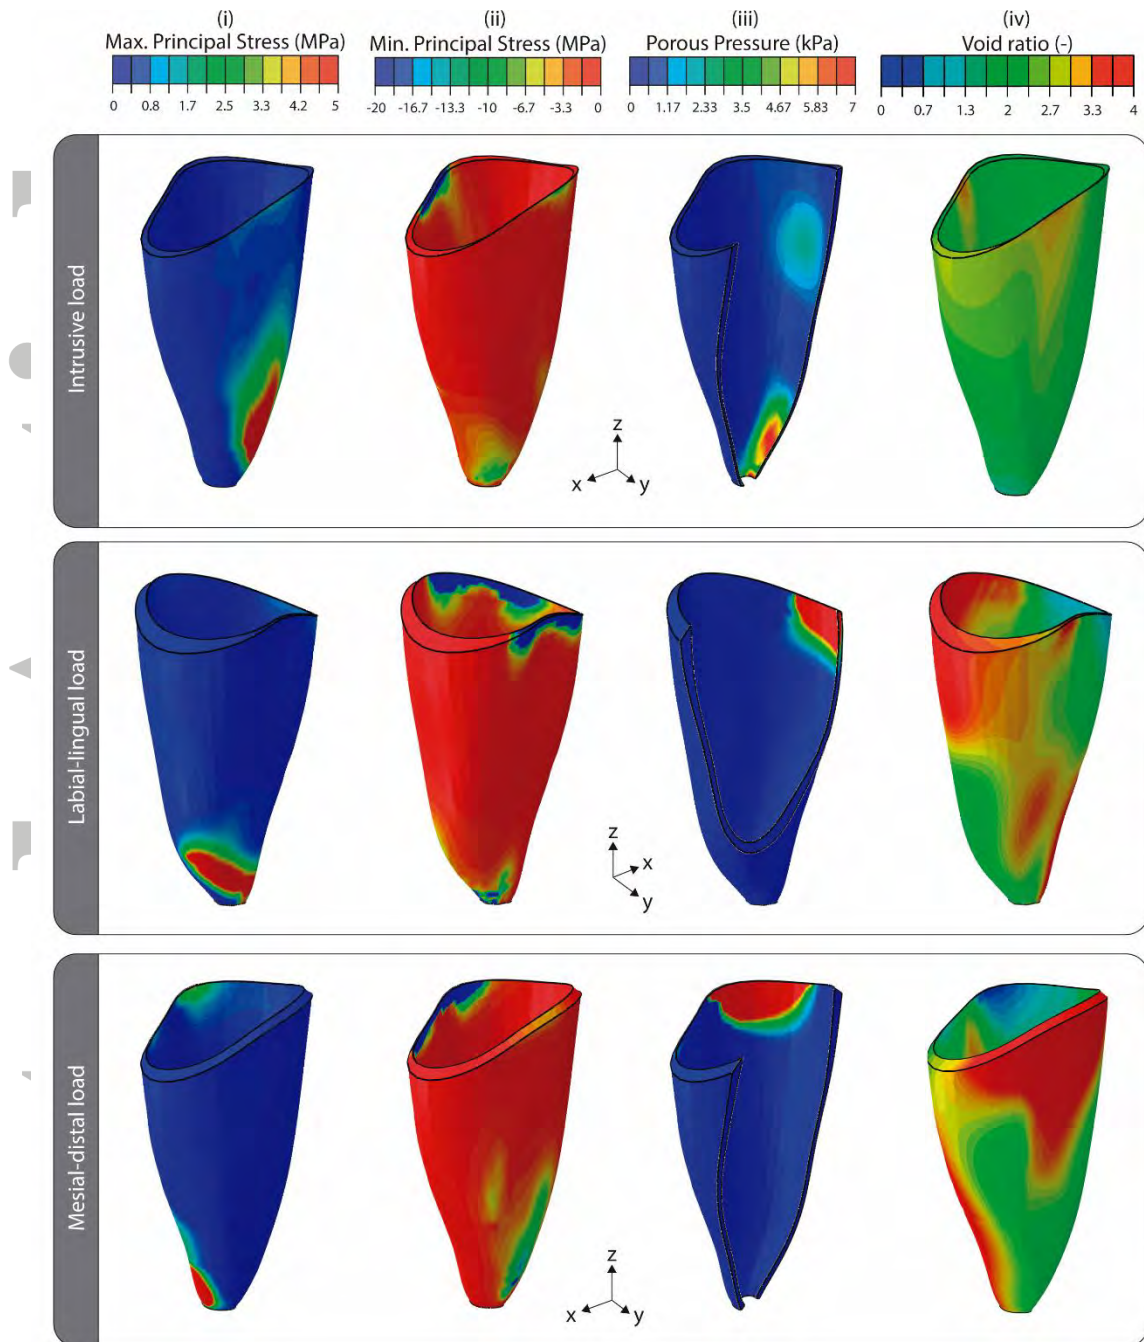 (i) (ii) (iii) (iv)
Max. Principal Stress (MPa) Min. Principal Stress (MPa) Porous Pressure (kPa) Void ratio (-)
0 0.8 1.7 2.5 3.3 4.2 5 -20 -16.7 -13.3 -10 -6.7 -3.3 0 0 1.17 2.33 3.5 4.67 5.83 7 0 0.7 1.3 2 2.7 3.3 4
Intrusive load
z
x y
Labial-lingual load
z
x
y
Mesial-distal load
z
x y